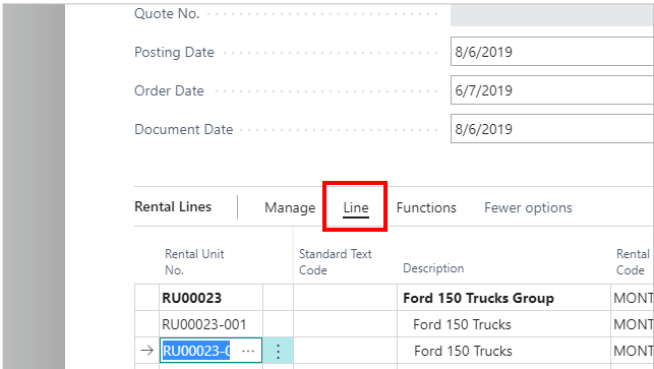 Quote No.
Posting Date 8/6/2019
Order Date 6/7/2019
Document Date 8/6/2019
Rental Lines Manage Line Functions Fewer options
Rental Unit No. Standard Text Code Description Rental Code
RU00023 Ford 150 Trucks Group MONT
RU00023-001 Ford 150 Trucks MONT
RU00023-0 ... Ford 150 Trucks MONT